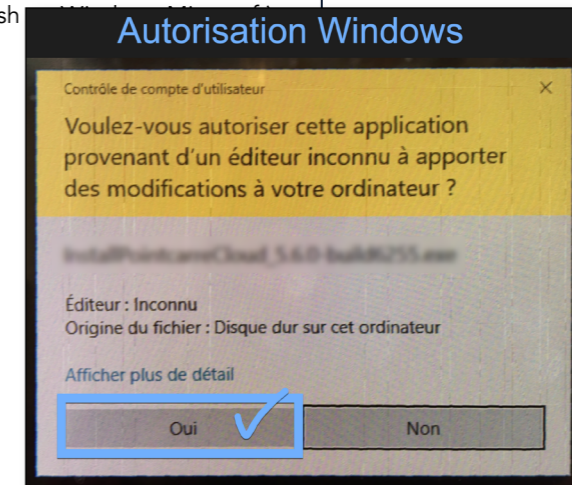 sh
Autorisation Windows
Contrôle de compte d'utilisateur
Voulez-vous autoriser cette application
provenant d'un éditeur inconnu à apporter
des modifications à votre ordinateur ?
Éditeur : Inconnu
Origine du fichier : Disque dur sur cet ordinateur
Afficher plus de détail
Oui
Non